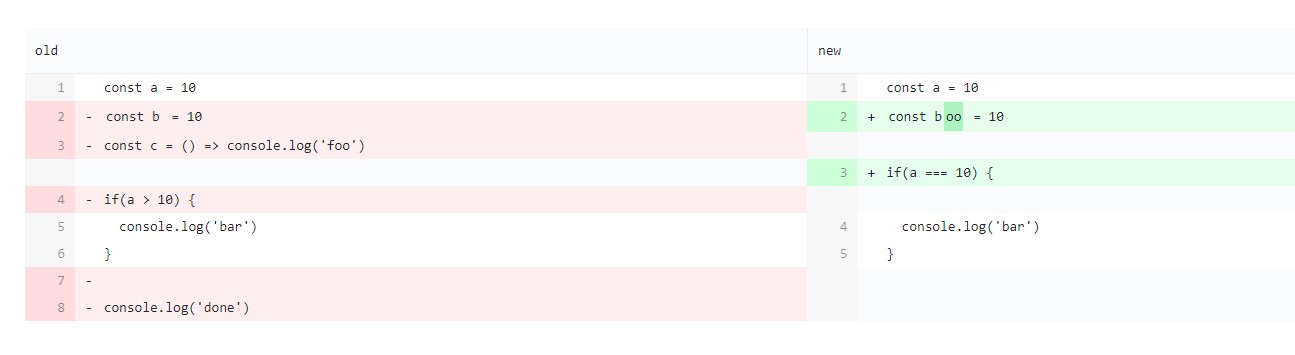 old new
1 const a = 10 1 const a = 10
2 - const b = 10 2 + const boo = 10
3 - const c = () => console.log('foo')
3 + if(a === 10) {
4 - if(a > 10) {
5 console.log('bar') 4 console.log('bar')
6 } 5 }
7 -
8 - console.log('done')